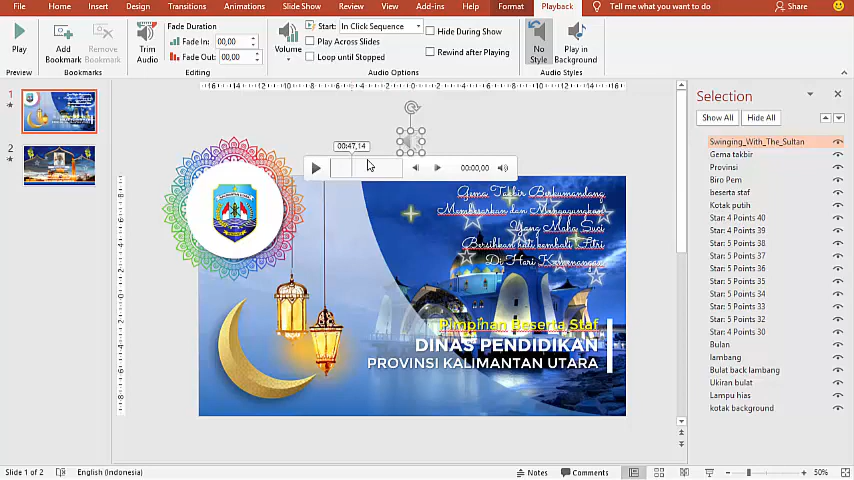 File Home Insert Design Transitions Animations Slide Show Review View Add-ins Help Format Playback Tell me what you want to do Share
Play
Preview
Add Bookmark
Remove Bookmark
Bookmarks
Trim Audio
Fade Duration
Fade In: 00,00
Fade Out: 00,00
Editing
Volume
Start: In Click Sequence
Play Across Slides
Loop until Stopped
Hide During Show
Rewind after Playing
Audio Options
No Style
Play in Background
Audio Styles
1
2
Selection
Show All Hide All
Swinging_With_The_Sultan
Gema takbir
Provinsi
Biro Pem
beserta staf
Kotak putih
Star: 4 Points 40
Star: 4 Points 39
Star: 5 Points 38
Star: 5 Points 37
Star: 5 Points 36
Star: 5 Points 35
Star: 5 Points 34
Star: 5 Points 33
Star: 5 Points 32
Star: 4 Points 30
Bulan
lambang
Bulat back lambang
Ukiran bulat
Lampu hias
kotak background
00:47,14
00:00,00
Gema Takbir Berkumandang
Membesarkan dan Mengagungkan
Yang Maha Suci
Bersihkan hati kembali Fitri
Di Hari Kemenangan
Pimpinan Beserta Staf
DINAS PENDIDIKAN
PROVINSI KALIMANTAN UTARA
Slide 1 of 2 English (Indonesia) Notes Comments 50%